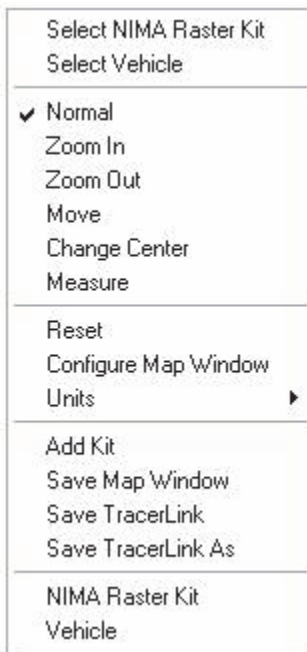 Select NIMA Raster Kit
Select Vehicle
Normal
Zoom In
Zoom Out
Move
Change Center
Measure
Reset
Configure Map Window
Units
Add Kit
Save Map Window
Save TracerLink
Save TracerLink As
NIMA Raster Kit
Vehicle